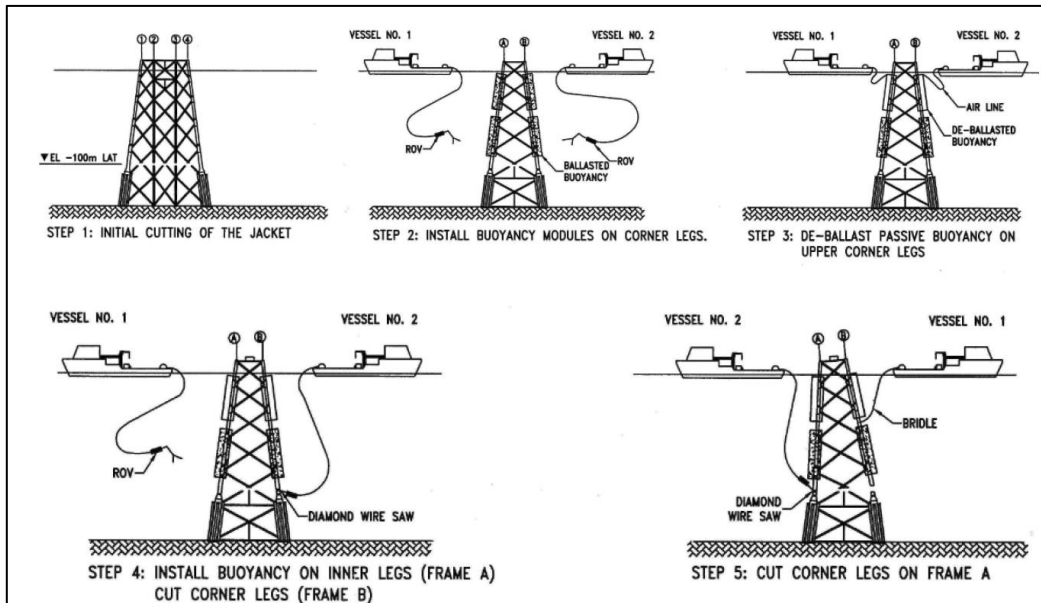 ① ② ③ ④
▼EL -100m LAT
STEP 1: INITIAL CUTTING OF THE JACKET
VESSEL NO. 1
VESSEL NO. 2
Ⓐ Ⓑ
ROV
BALLASTED
BUOYANCY
ROV
STEP 2: INSTALL BUOYANCY MODULES ON CORNER LEGS.
VESSEL NO. 1
VESSEL NO. 2
Ⓐ Ⓑ
AIR LINE
DE-BALLASTED
BUOYANCY
STEP 3: DE-BALLAST PASSIVE BUOYANCY ON
UPPER CORNER LEGS
VESSEL NO. 1
VESSEL NO. 2
Ⓐ Ⓑ
ROV
DIAMOND WIRE SAW
STEP 4: INSTALL BUOYANCY ON INNER LEGS (FRAME A)
CUT CORNER LEGS (FRAME B)
VESSEL NO. 2
VESSEL NO. 1
Ⓐ Ⓑ
BRIDLE
DIAMOND
WIRE SAW
STEP 5: CUT CORNER LEGS ON FRAME A